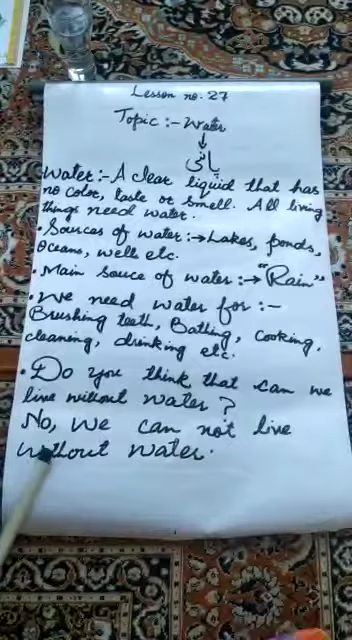 Lesson no. 27
Topic :- Water
↓
پانی
Water:- A clear liquid that has
no color, taste or smell. All living
things need water.
• Sources of water:→ Lakes, ponds,
Oceans, wells etc.
• Main souce of water:→ "Rain"
• We need water for :-
Brushing teeth, Bathing, cooking,
cleaning, drinking etc.
• Do you think that can we
live without water?
No, we can not live
without water.